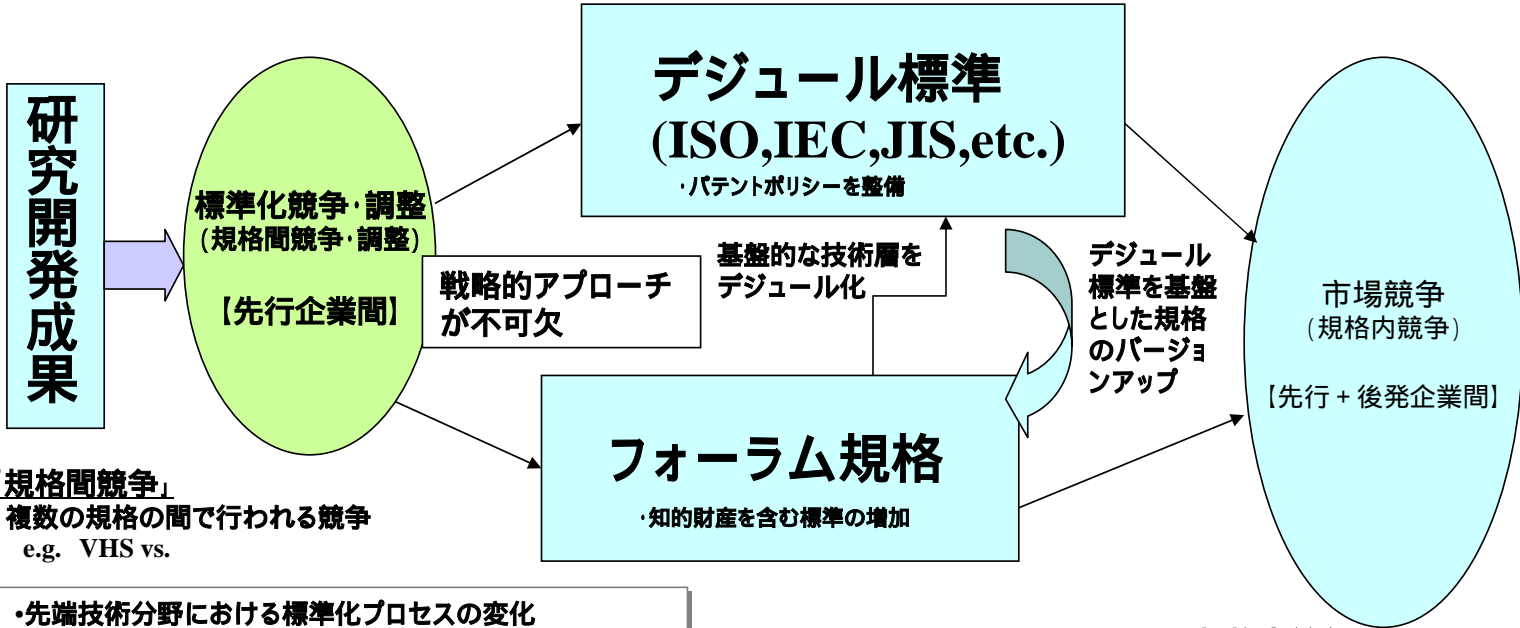 研究開発成果
標準化競争・調整
(規格間競争・調整)
【先行企業間】
戦略的アプローチ
が不可欠
デジュール標準
(ISO,IEC,JIS,etc.)
・パテントポリシーを整備
基盤的な技術層を
デジュール化
デジュール
標準を基盤
とした規格
のバージョ
ンアップ
フォーラム規格
・知的財産を含む標準の増加
市場競争
(規格内競争)
【先行+後発企業間】
「規格間競争」
複数の規格の間で行われる競争
e.g. VHS vs.
・先端技術分野における標準化プロセスの変化